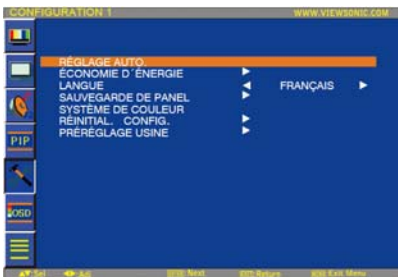 CONFIGURATION 1 WWW.VIEWSONIC.COM
RÉGLAGE AUTO.
ÉCONOMIE D´ÉNERGIE
LANGUE FRANÇAIS
SAUVEGARDE DE PANEL
SYSTÈME DE COULEUR
RÉINITIAL. CONFIG.
PRÉRÉGLAGE USINE
PIP
OSD
:Sel :Adj Next EXIT:Return Exit Menu